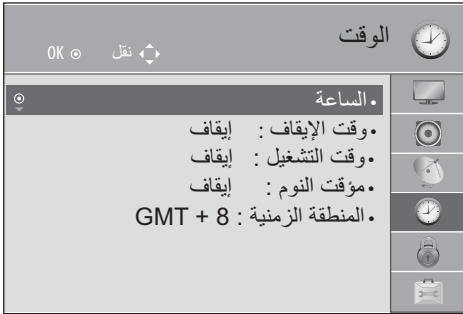 الوقت
نقل OK
• الساعة
• وقت الإيقاف : إيقاف
• وقت التشغيل : إيقاف
• مؤقت النوم : إيقاف
• المنطقة الزمنية : GMT + 8